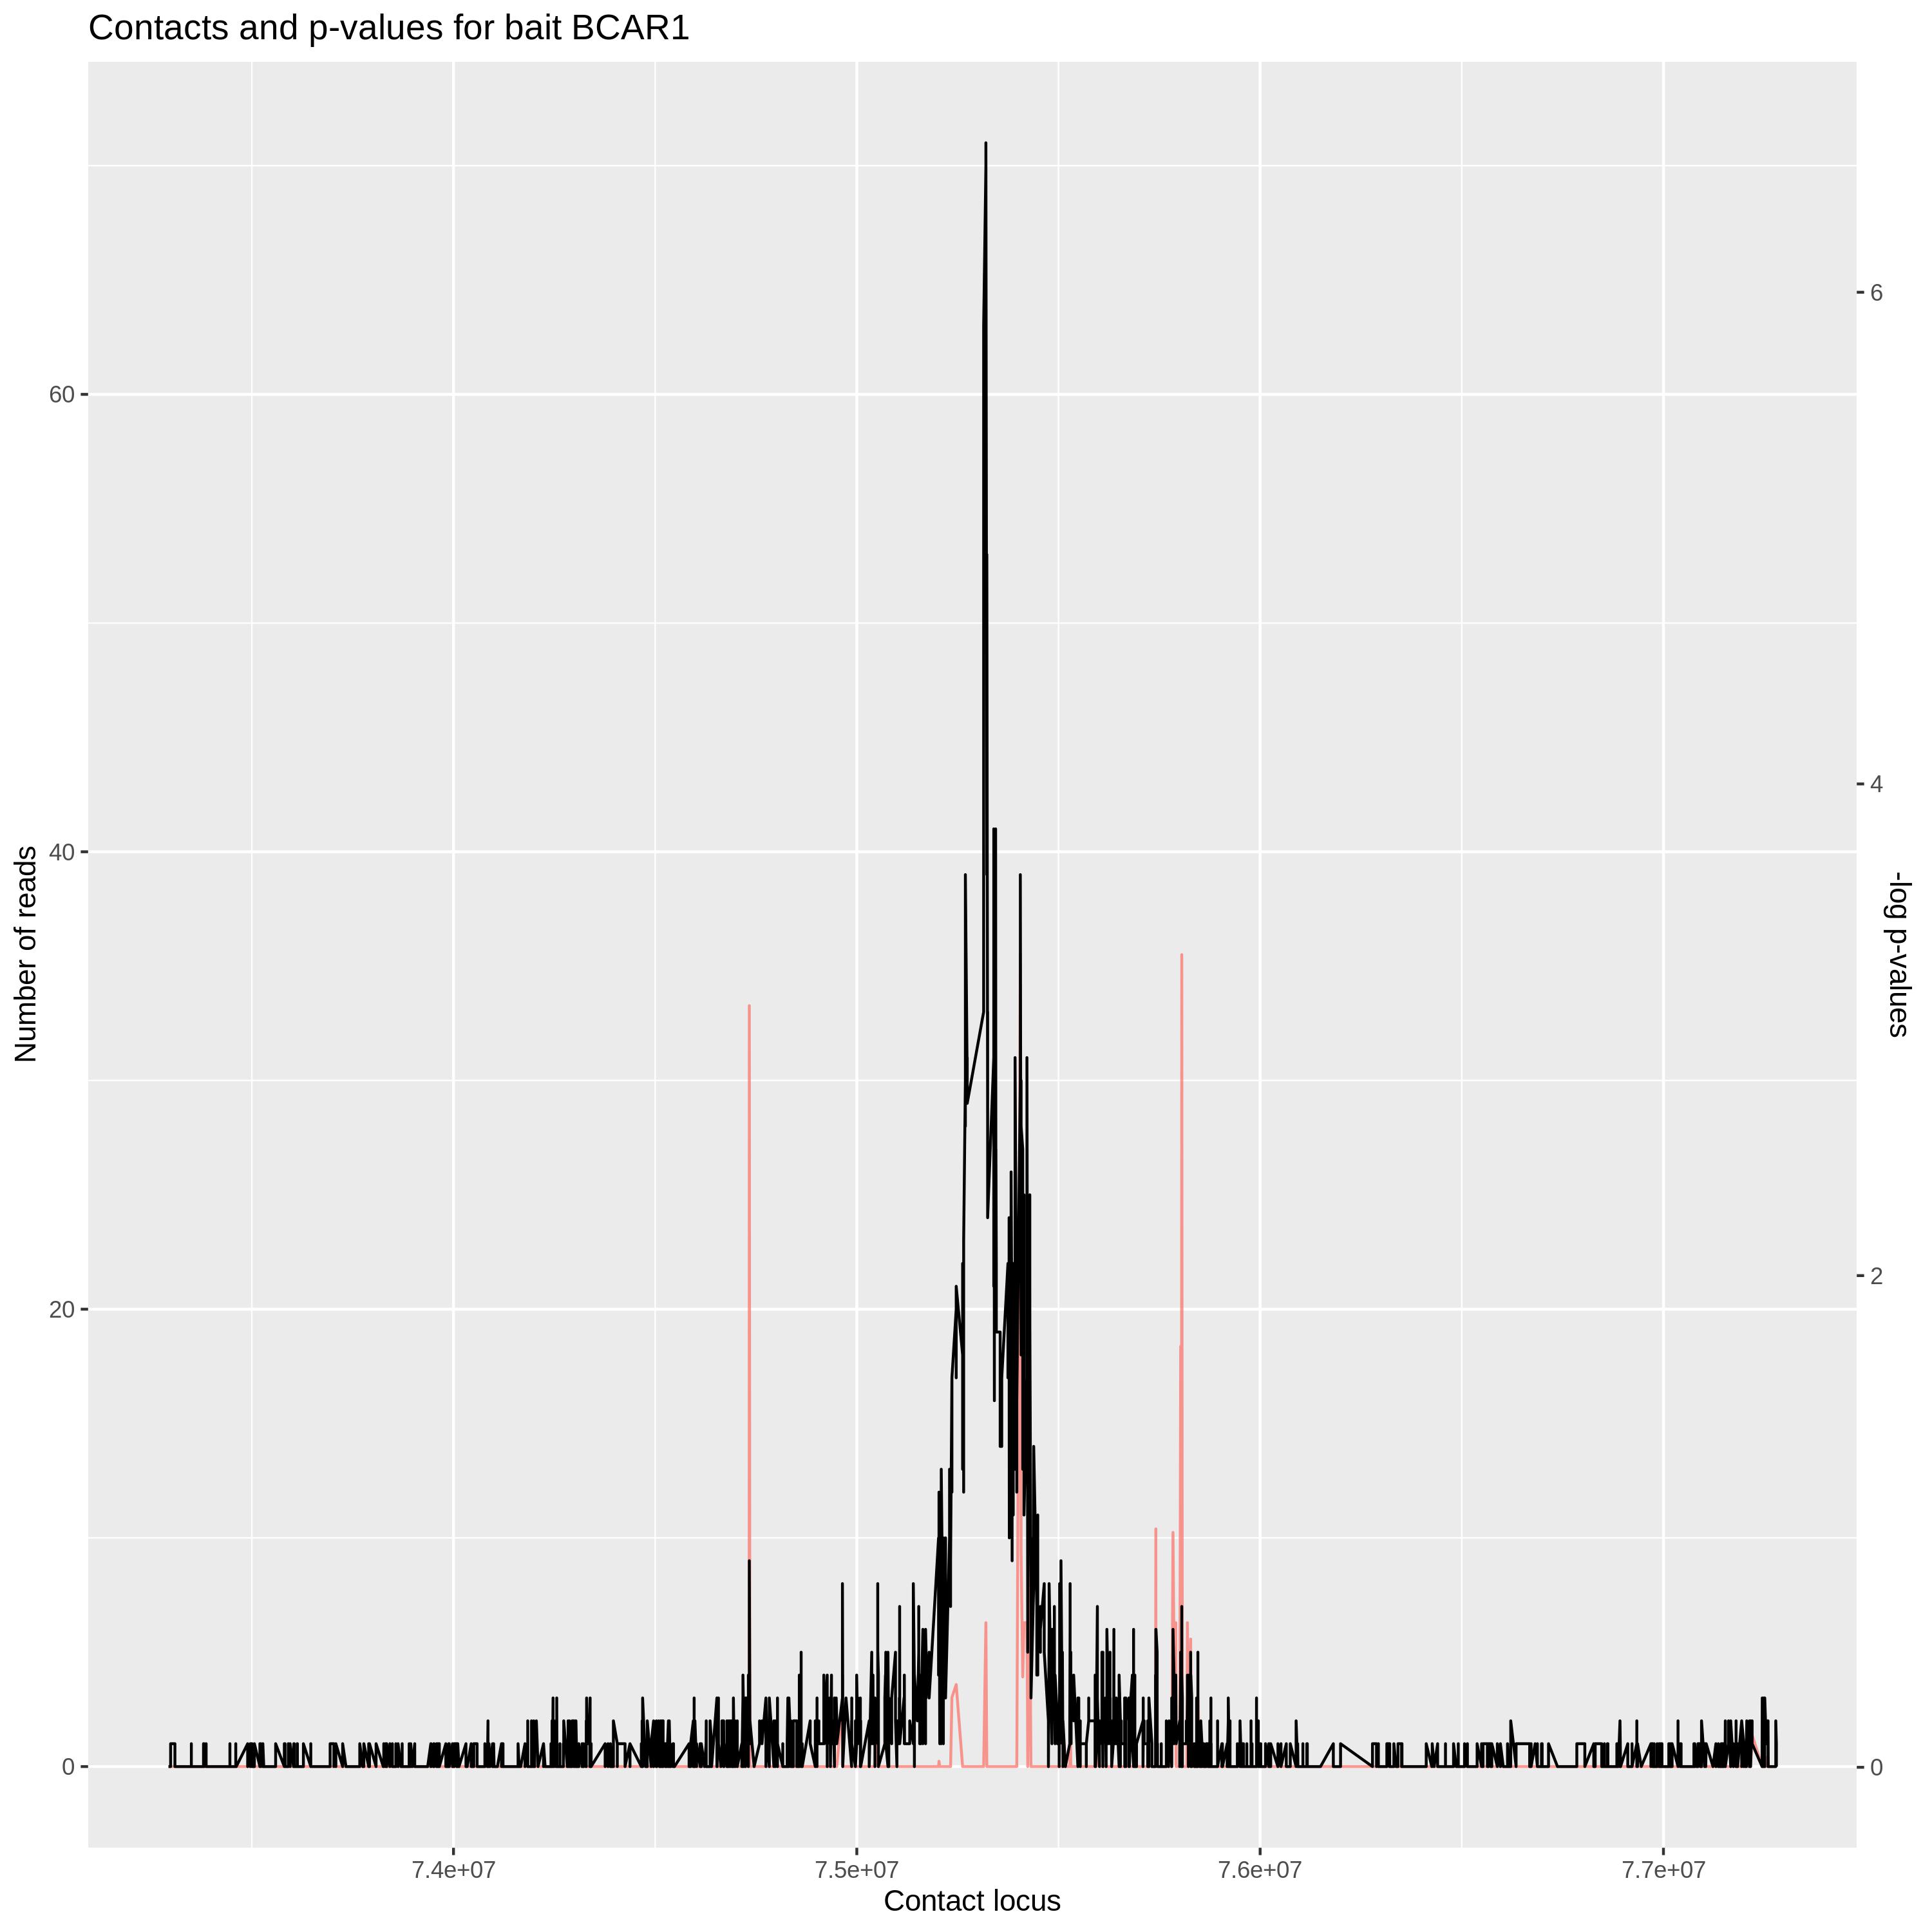 Contacts and p-values for bait BCAR1
Number of reads
60
40
20
0
6
4
2
0
-log p-values
7.4e+07 7.5e+07 7.6e+07 7.7e+07
Contact locus